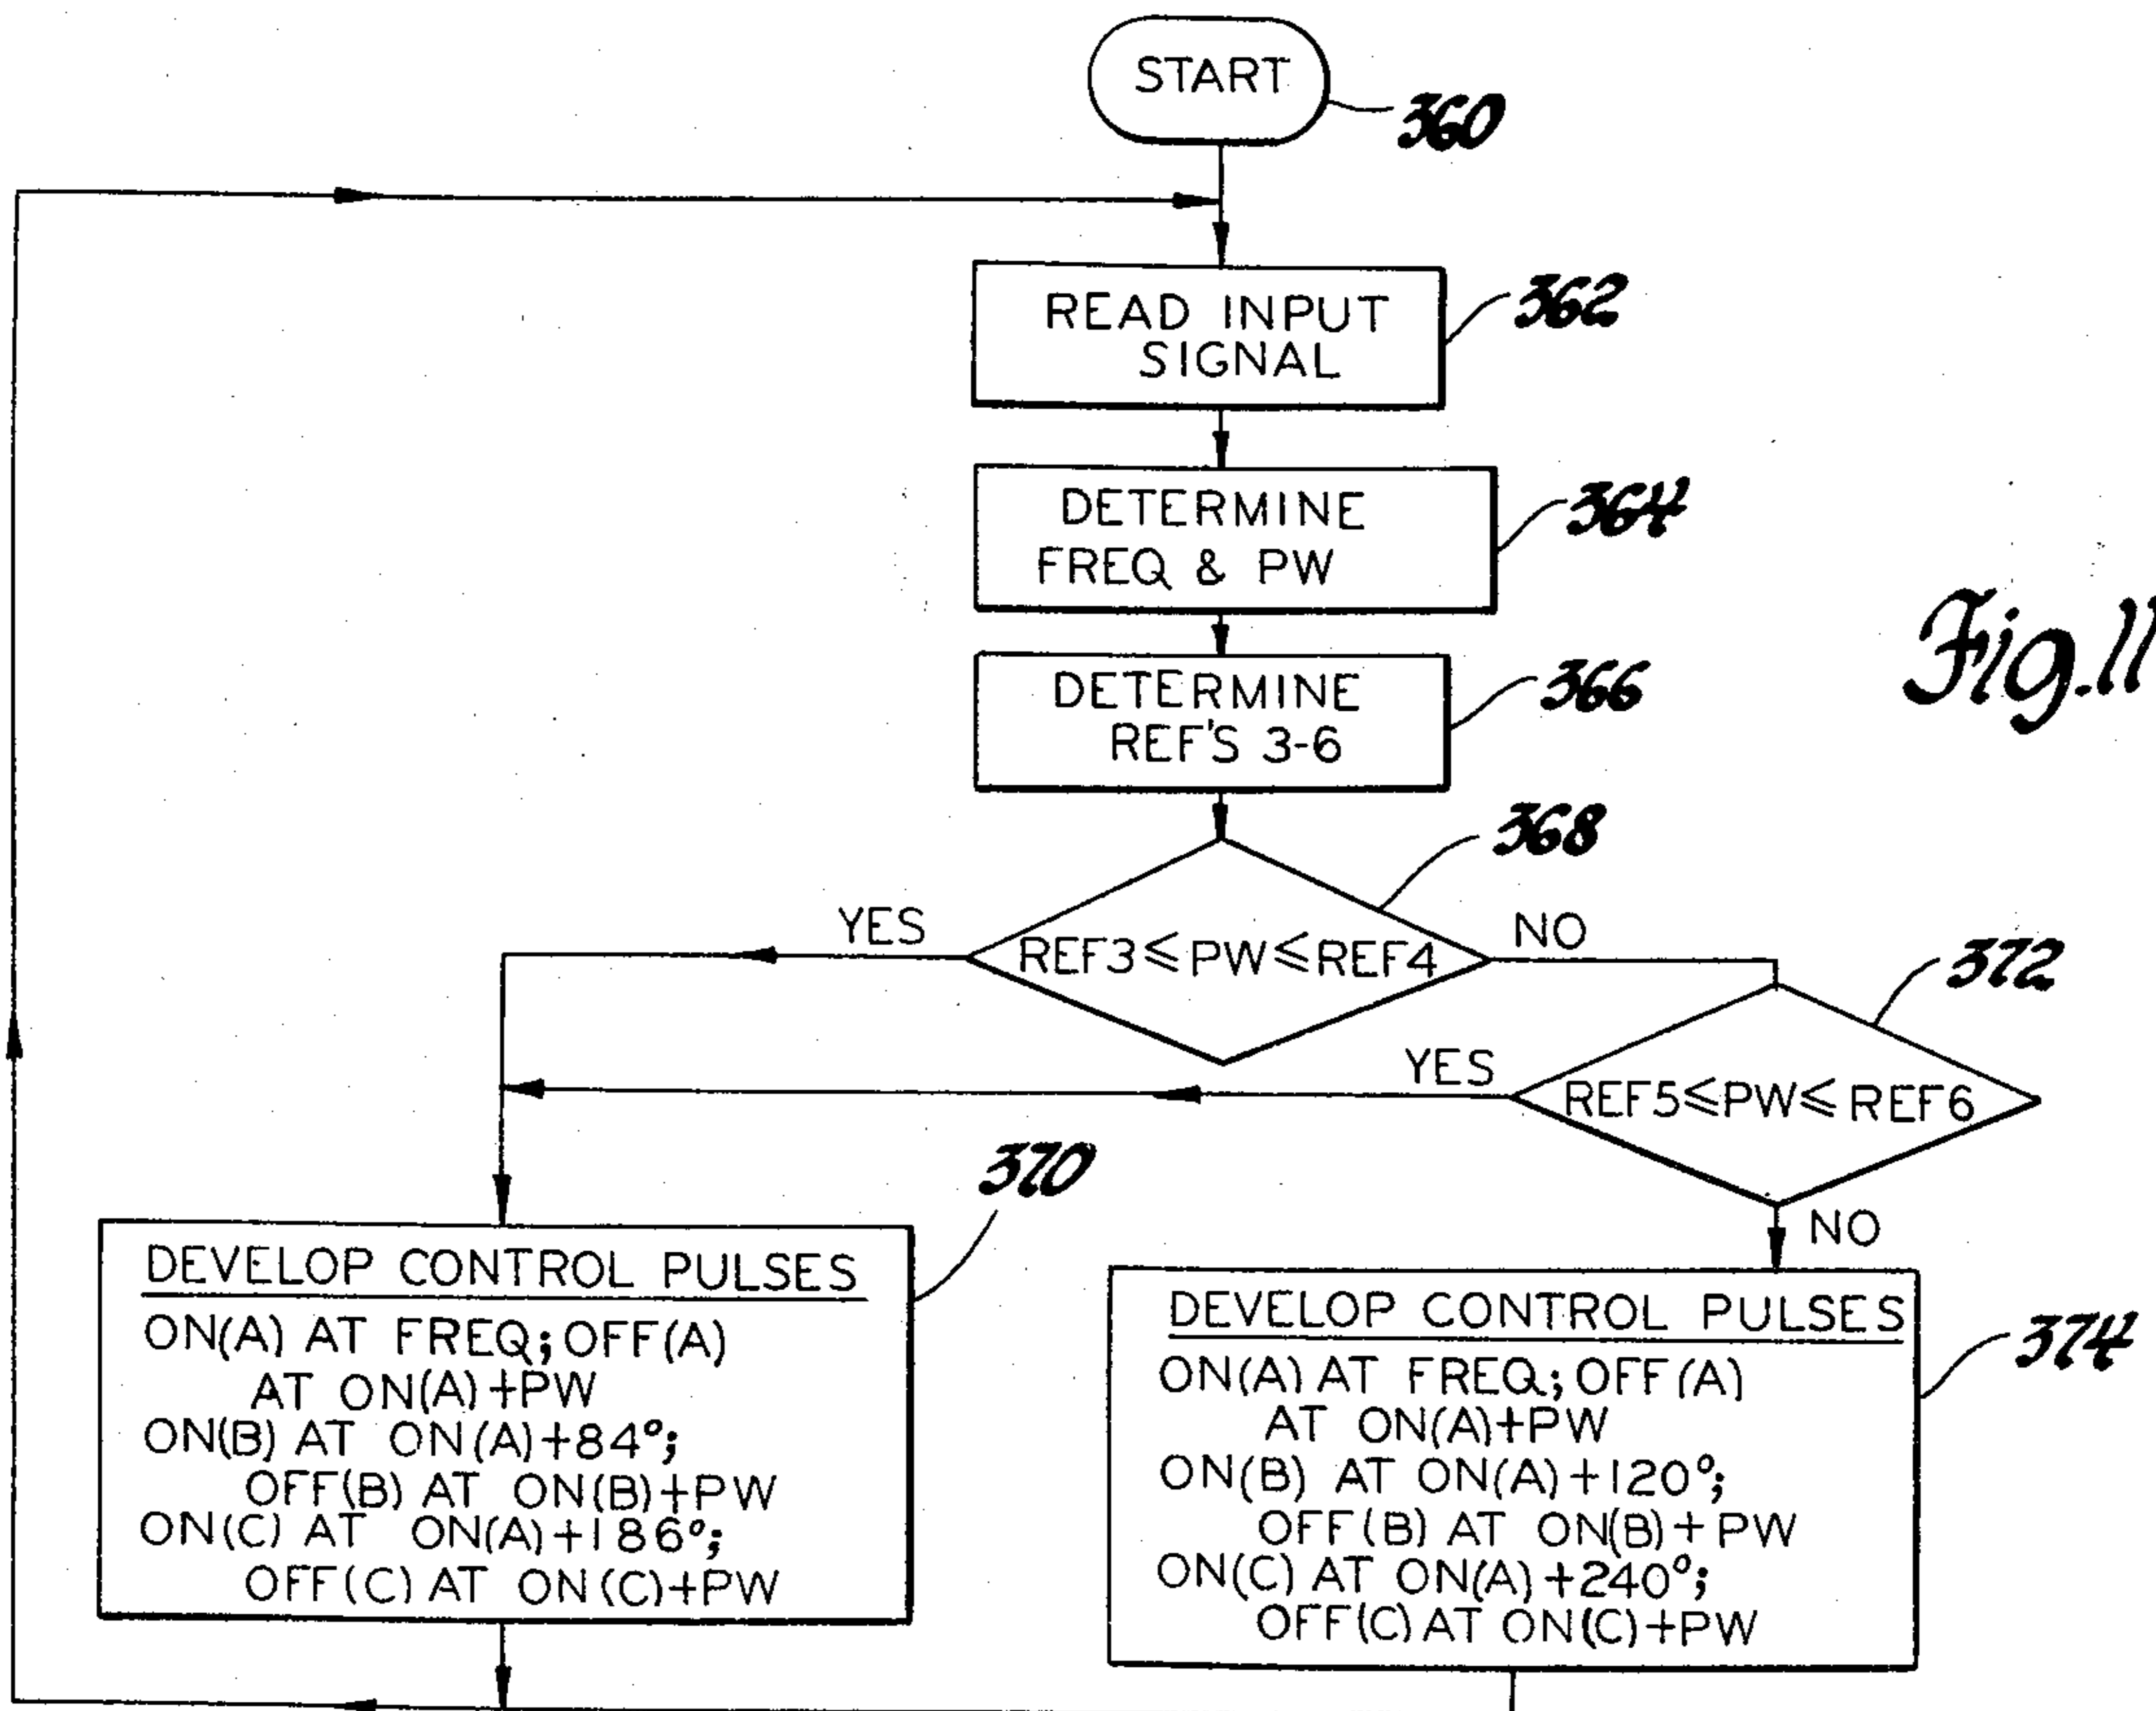 START
360
READ INPUT
SIGNAL
362
DETERMINE
FREQ & PW
364
Fig. 11
DETERMINE
REF'S 3-6
366
368
YES
REF3≤PW≤REF4
NO
372
YES
REF5≤PW≤REF6
NO
370
DEVELOP CONTROL PULSES
ON(A) AT FREQ; OFF(A)
AT ON(A)+PW
ON(B) AT ON(A)+84°;
OFF(B) AT ON(B)+PW
ON(C) AT ON(A)+186°;
OFF(C) AT ON(C)+PW
374
DEVELOP CONTROL PULSES
ON(A) AT FREQ; OFF(A)
AT ON(A)+PW
ON(B) AT ON(A)+120°;
OFF(B) AT ON(B)+PW
ON(C) AT ON(A)+240°;
OFF(C) AT ON(C)+PW